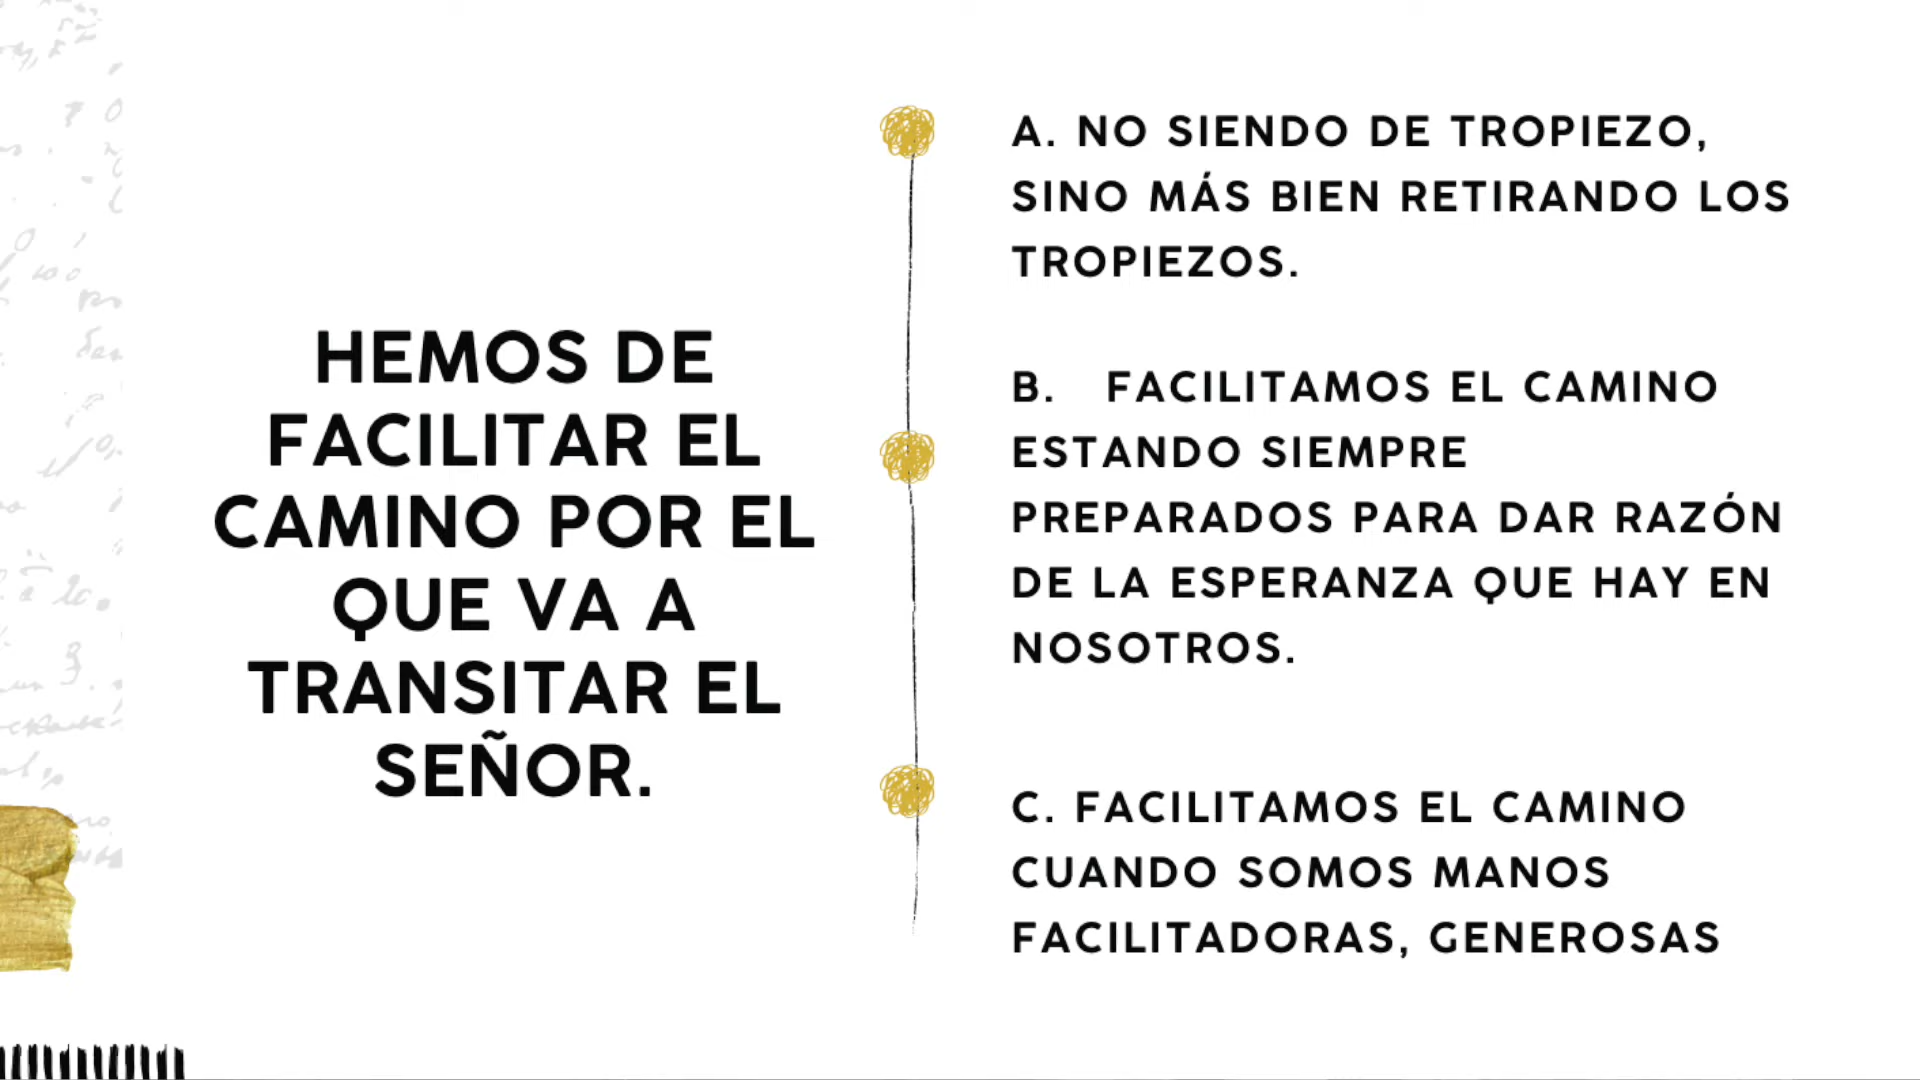 HEMOS DE
FACILITAR EL
CAMINO POR EL
QUE VA A
TRANSITAR EL
SEÑOR.
A. NO SIENDO DE TROPIEZO,
SINO MÁS BIEN RETIRANDO LOS
TROPIEZOS.
B. FACILITAMOS EL CAMINO
ESTANDO SIEMPRE
PREPARADOS PARA DAR RAZÓN
DE LA ESPERANZA QUE HAY EN
NOSOTROS.
C. FACILITAMOS EL CAMINO
CUANDO SOMOS MANOS
FACILITADORAS, GENEROSAS